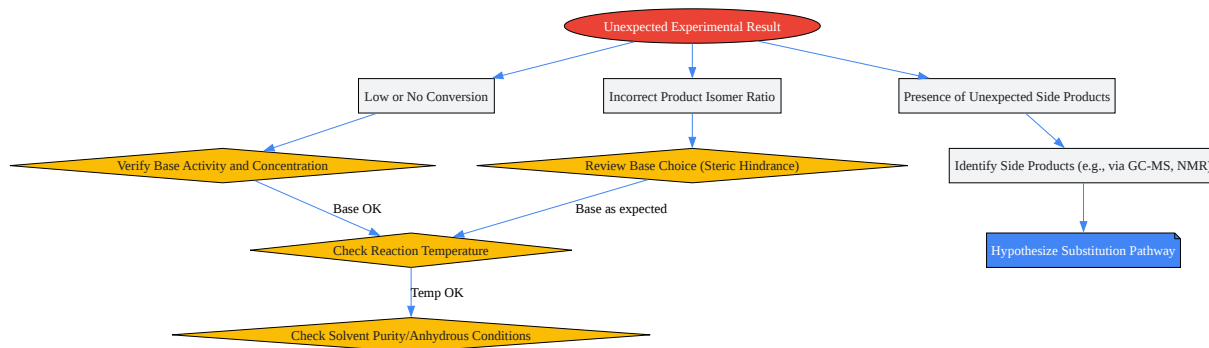 Unexpected Experimental Result
Low or No Conversion
Incorrect Product Isomer Ratio
Presence of Unexpected Side Products
Verify Base Activity and Concentration
Review Base Choice (Steric Hindrance)
Identify Side Products (e.g., via GC-MS, NMR)
Base OK
Base as expected
Check Reaction Temperature
Hypothesize Substitution Pathway
Temp OK
Check Solvent Purity/Anhydrous Conditions